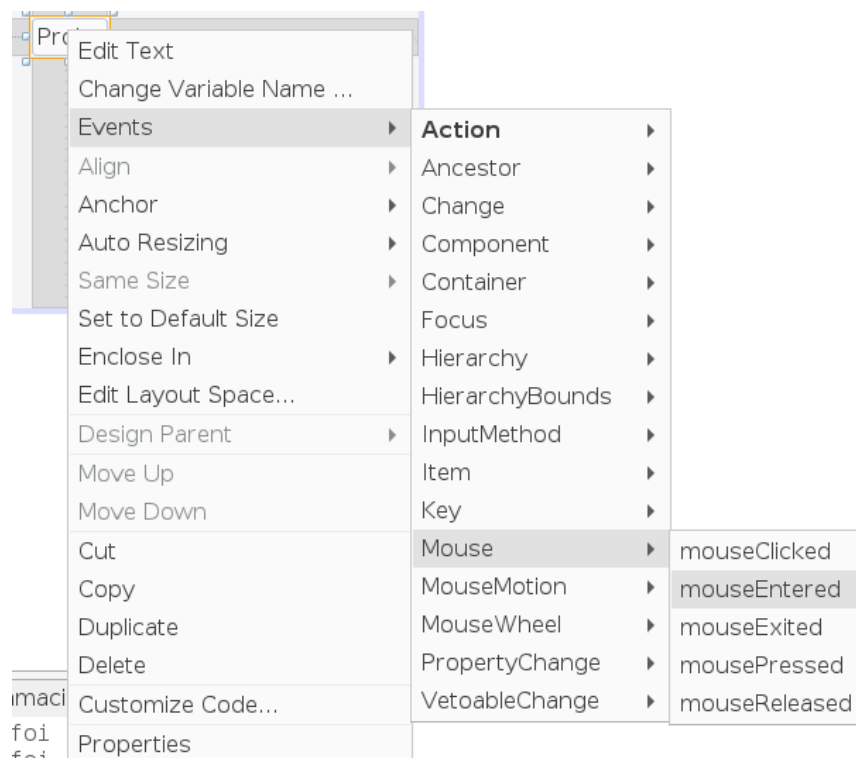 Edit Text
Change Variable Name ...
Events
Align
Anchor
Auto Resizing
Same Size
Set to Default Size
Enclose In
Edit Layout Space...
Design Parent
Move Up
Move Down
Cut
Copy
Duplicate
Delete
Customize Code...
Properties
Action
Ancestor
Change
Component
Container
Focus
Hierarchy
HierarchyBounds
InputMethod
Item
Key
Mouse
MouseMotion
MouseWheel
PropertyChange
VetoableChange
mouseClicked
mouseEntered
mouseExited
mousePressed
mouseReleased
maci
foi